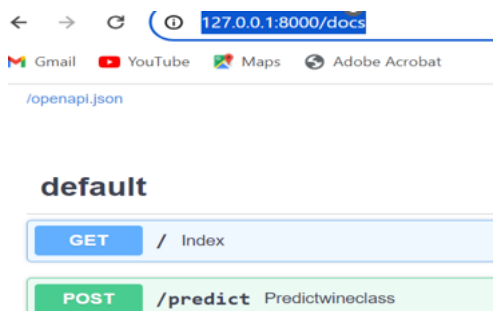 127.0.0.1:8000/docs
Gmail YouTube Maps Adobe Acrobat
/openapi.json
default
GET / Index
POST /predict Predictwineclass